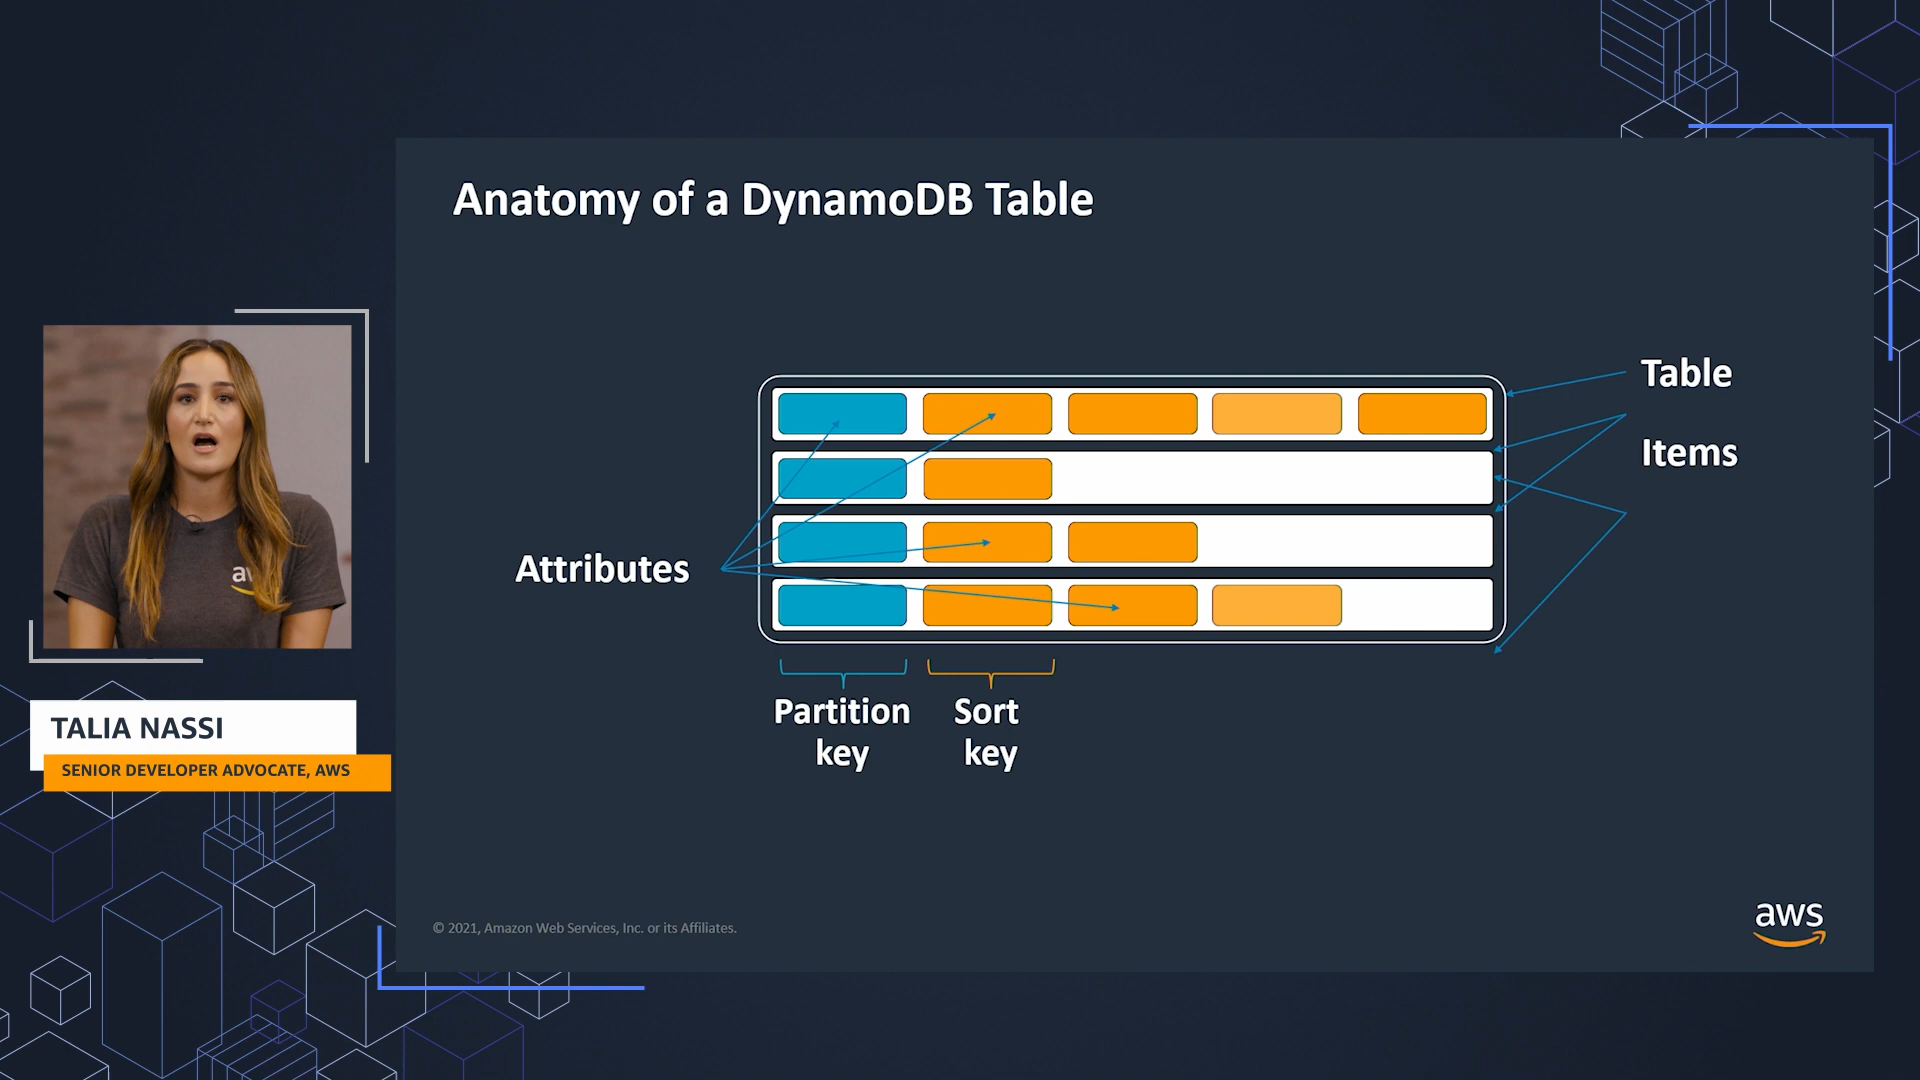 Anatomy of a DynamoDB Table
Table
Items
Attributes
Partition
key
Sort
key
aw
TALIA NASSI
SENIOR DEVELOPER ADVOCATE, AWS
© 2021, Amazon Web Services, Inc. or its Affiliates.
aws